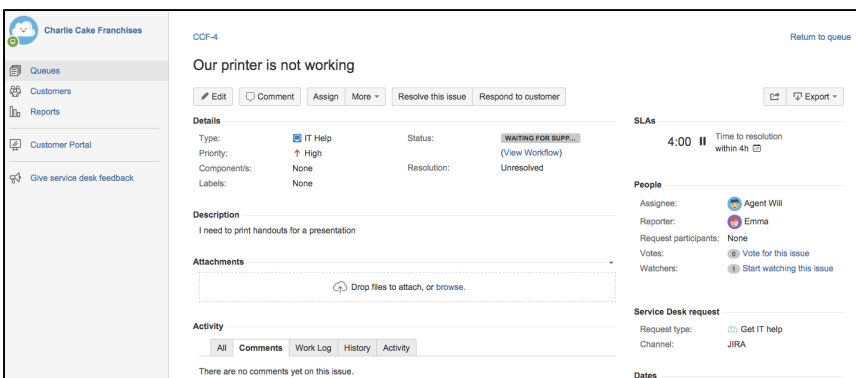 Charlie Cake Franchises
Queues
Customers
Reports
Customer Portal
Give service desk feedback
CCF-4
Return to queue
Our printer is not working
Edit
Comment
Assign
More
Resolve this issue
Respond to customer
Export
Details
Type: IT Help
Status: WAITING FOR SUPP...
Priority: High
(View Workflow)
Component/s: None
Resolution: Unresolved
Labels: None
Description
I need to print handouts for a presentation
Attachments
Drop files to attach, or browse.
Activity
All
Comments
Work Log
History
Activity
There are no comments yet on this issue.
SLAs
4:00
Time to resolution
within 4h
People
Assignee: Agent Will
Reporter: Emma
Request participants: None
Votes: 0 Vote for this issue
Watchers: 1 Start watching this issue
Service Desk request
Request type: Get IT help
Channel: JIRA
Dates